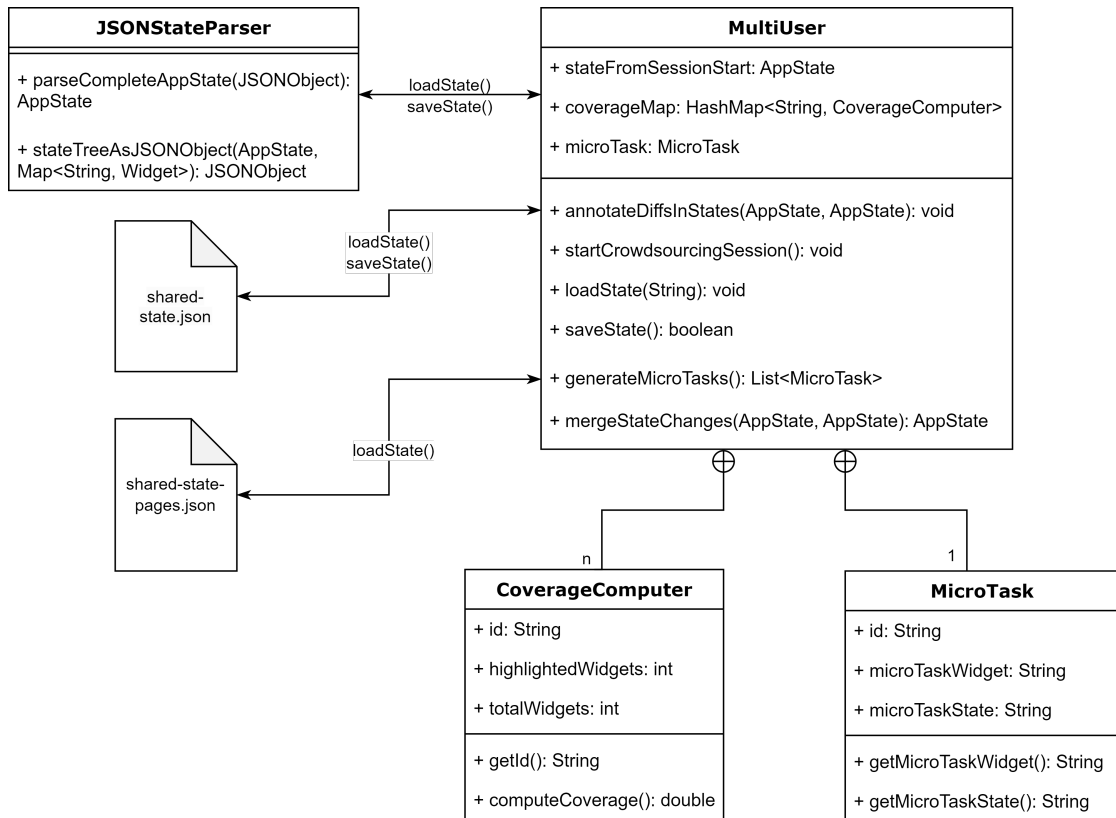 JSONStateParser
+ parseCompleteAppState(JSONObject):
AppState
+ stateTreeAsJSONObject(AppState,
Map<String, Widget>): JSONObject
loadState()
saveState()
MultiUser
+ stateFromSessionStart: AppState
+ coverageMap: HashMap<String, CoverageComputer>
+ microTask: MicroTask
+ annotateDiffsInStates(AppState, AppState): void
+ startCrowdsourcingSession(): void
+ loadState(String): void
+ saveState(): boolean
+ generateMicroTasks(): List<MicroTask>
+ mergeStateChanges(AppState, AppState): AppState
loadState()
saveState()
shared-
state.json
loadState()
shared-state-
pages.json
n
1
CoverageComputer
+ id: String
+ highlightedWidgets: int
+ totalWidgets: int
+ getId(): String
+ computeCoverage(): double
MicroTask
+ id: String
+ microTaskWidget: String
+ microTaskState: String
+ getMicroTaskWidget(): String
+ getMicroTaskState(): String